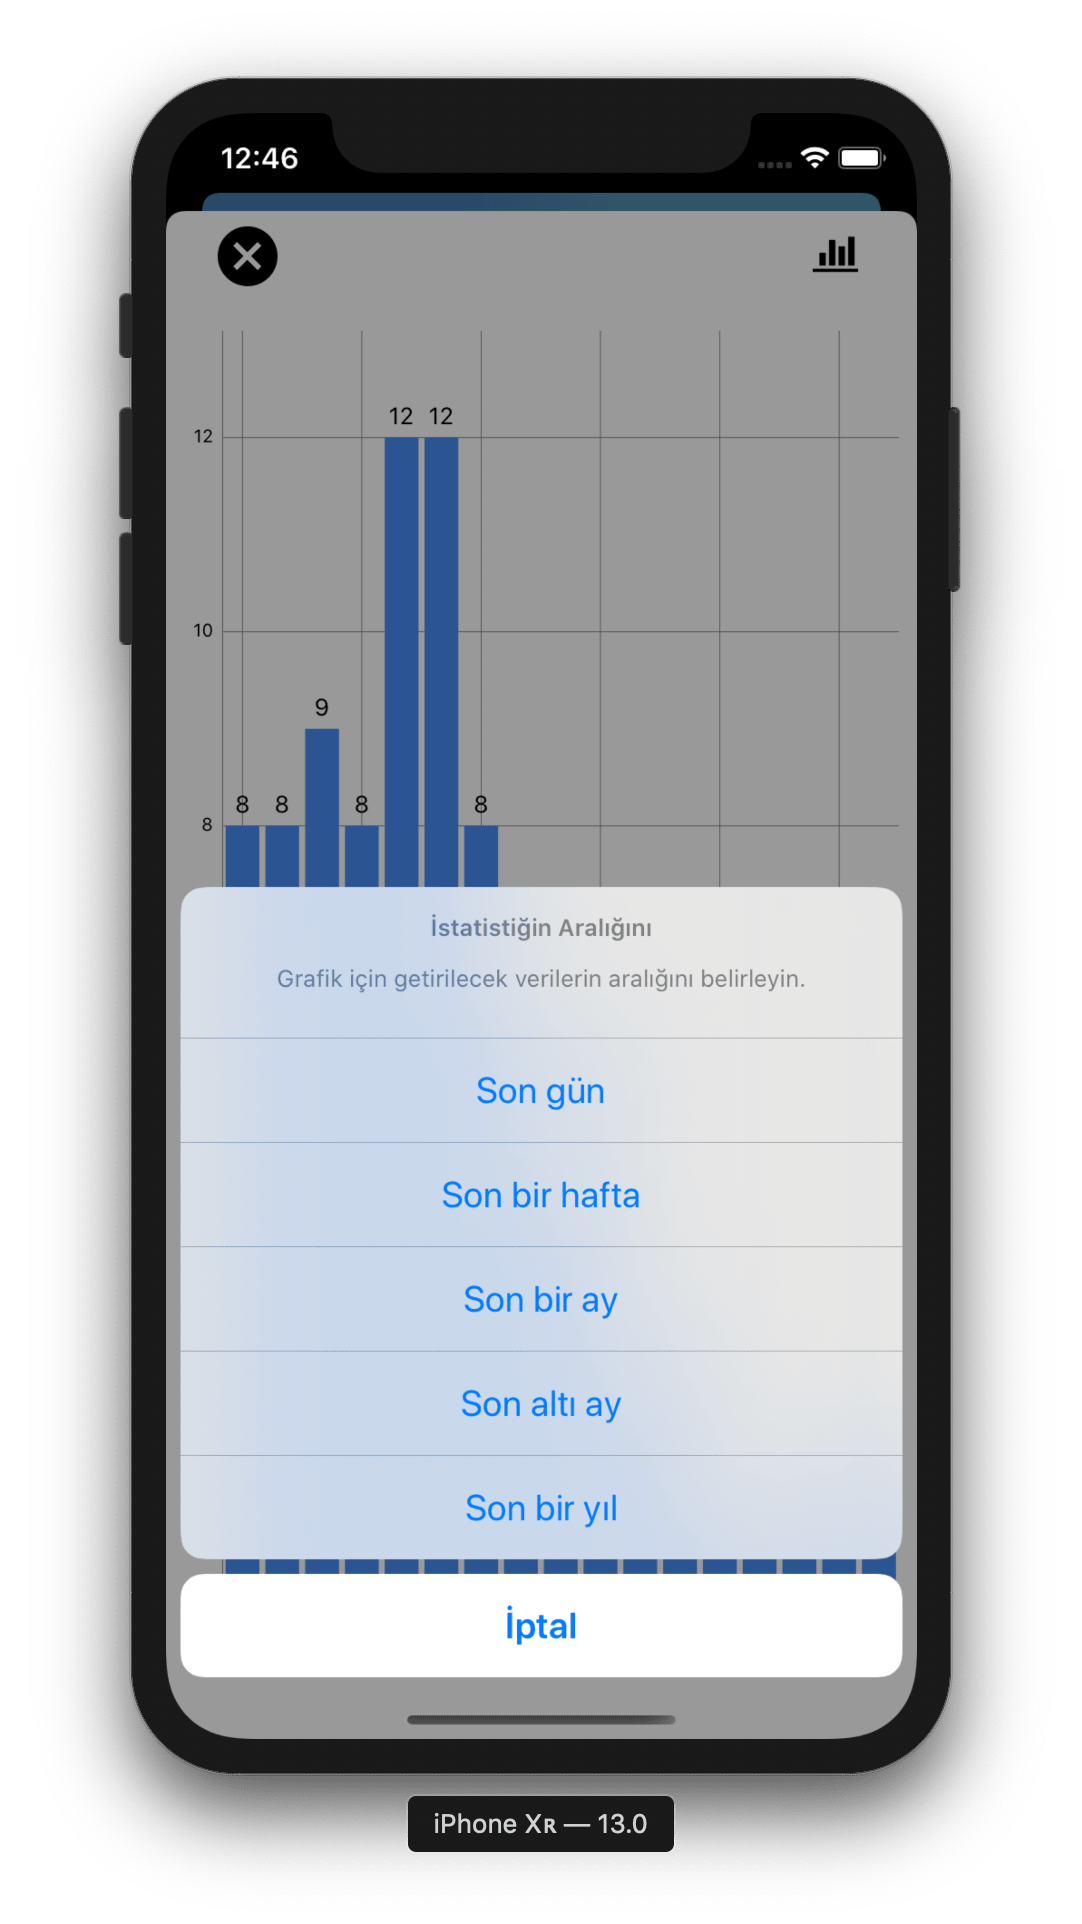 12:46
12 12
12
10
9
8 8 8 8
8
İstatistiğin Aralığını
Grafik için getirilecek verilerin aralığını belirleyin.
Son gün
Son bir hafta
Son bir ay
Son altı ay
Son bir yıl
İptal
iPhone Xʀ — 13.0